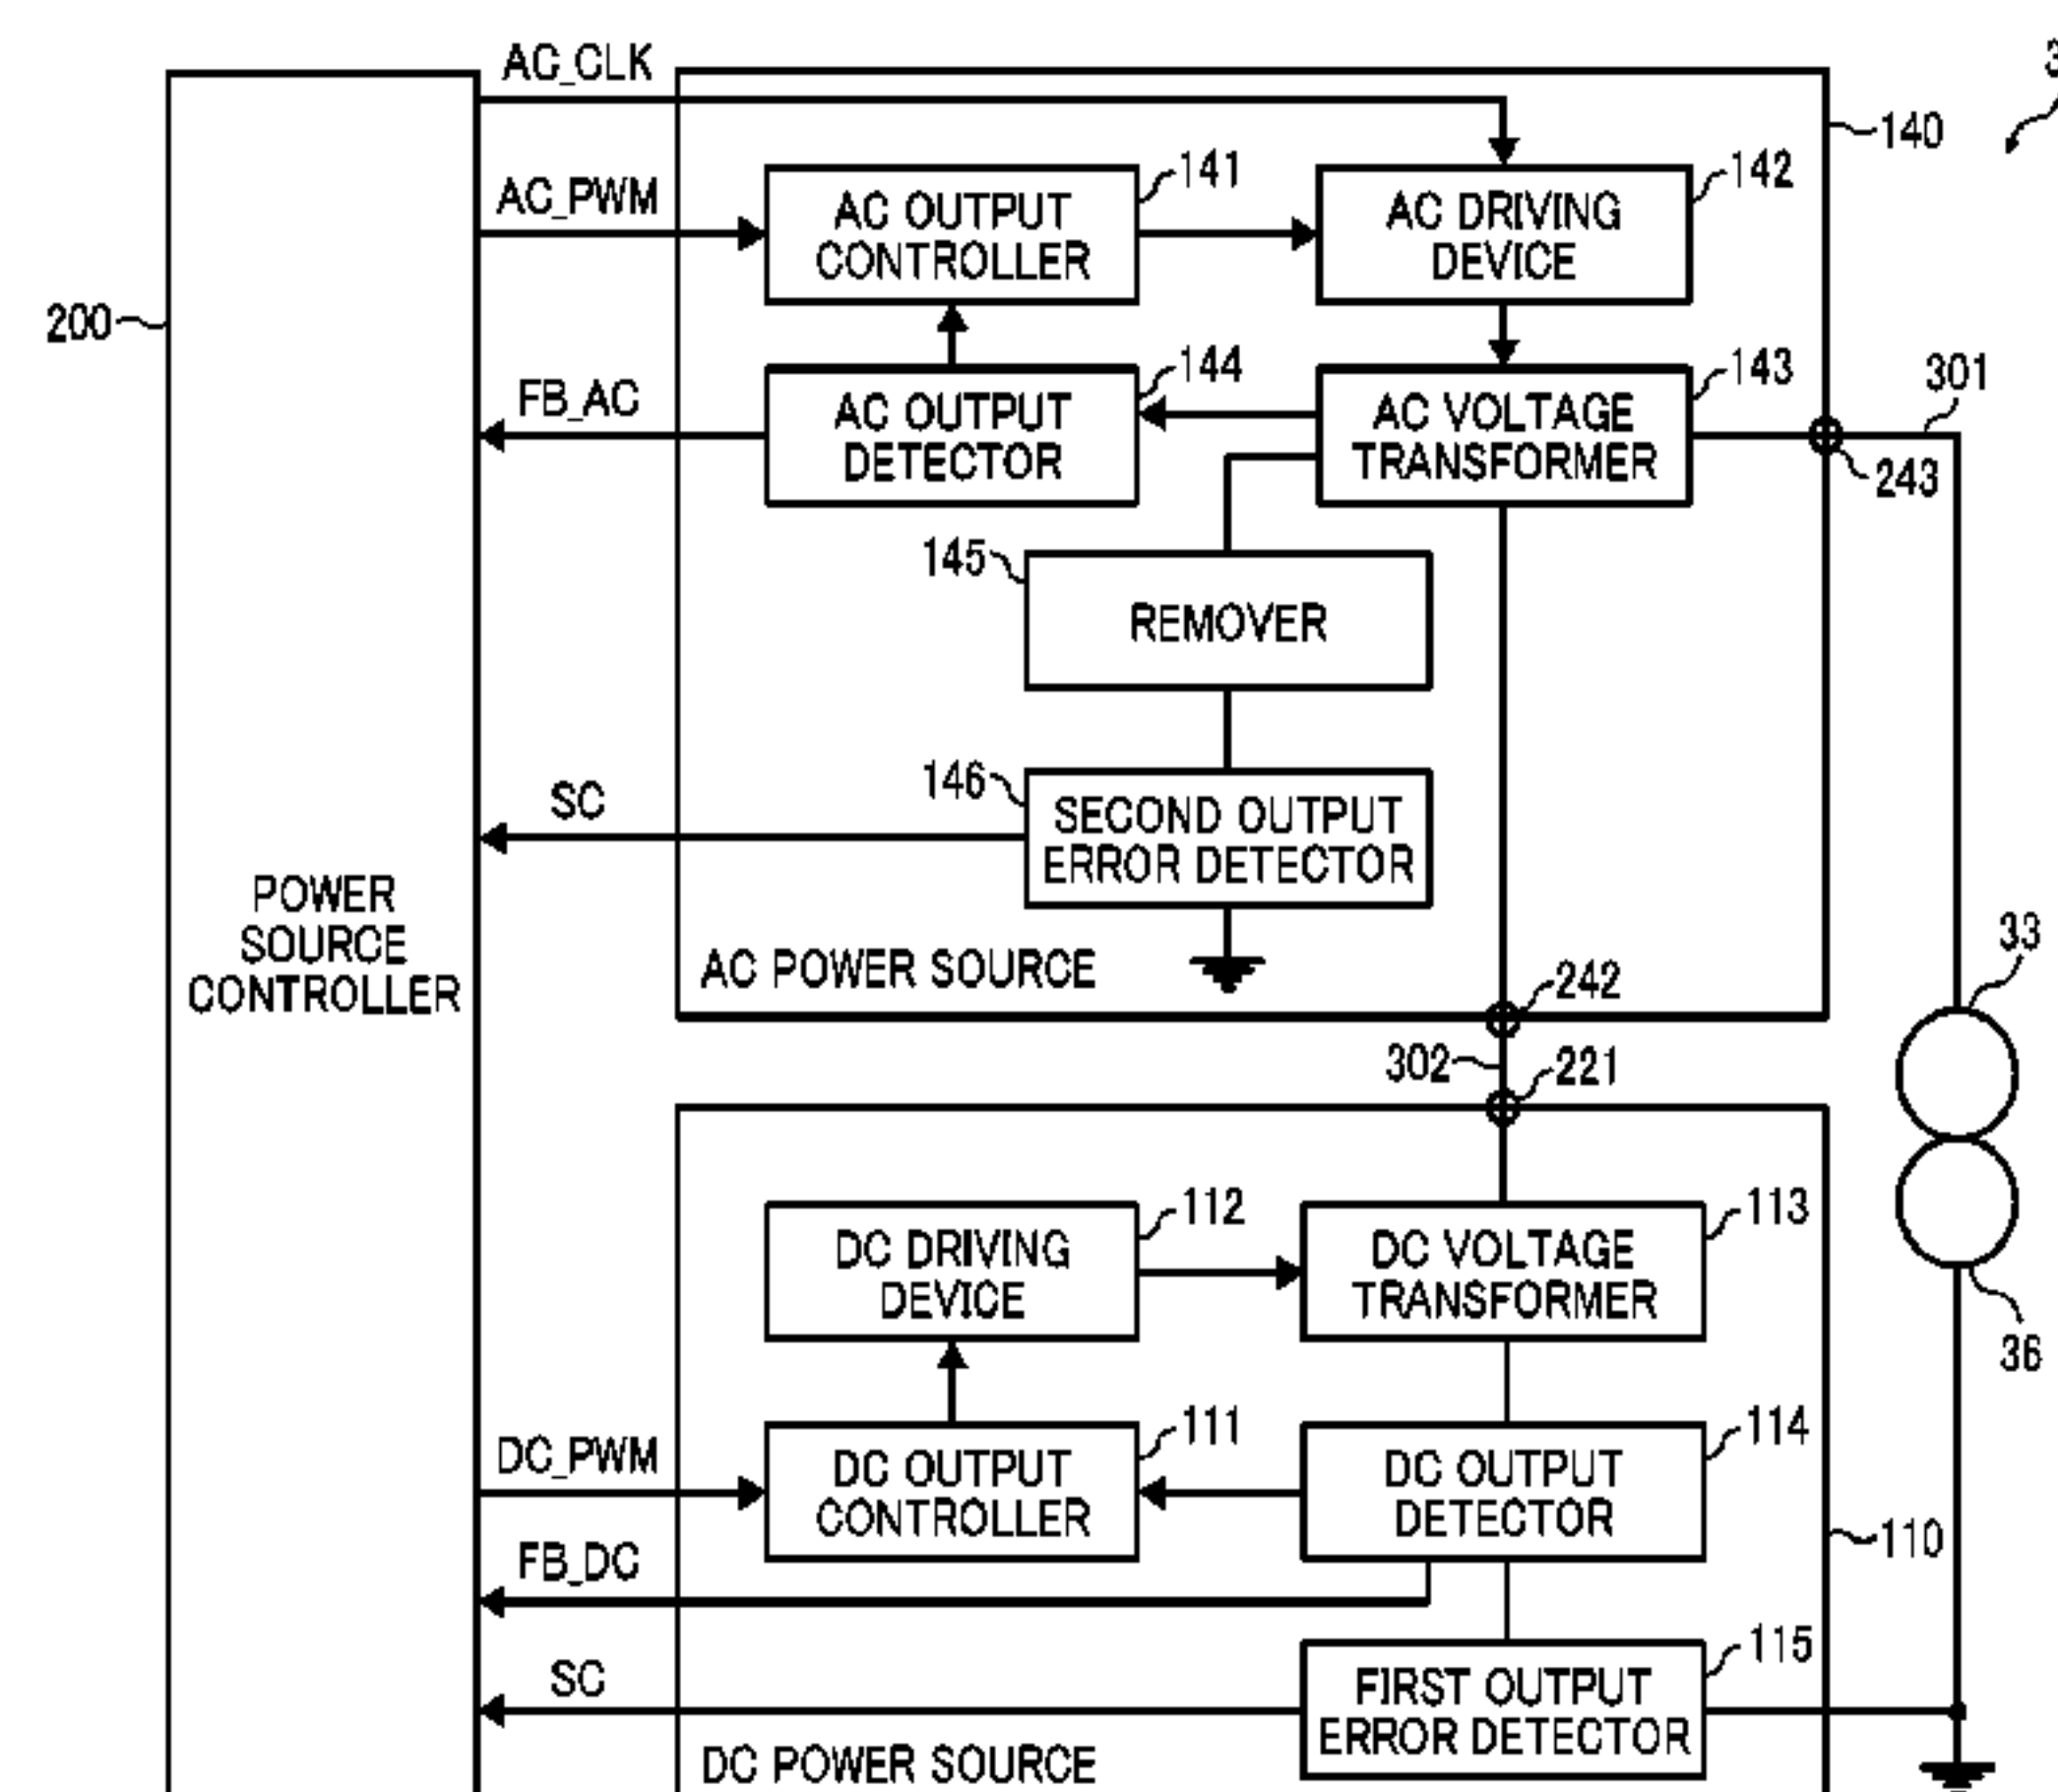 AC_CLK
3
140
AC_PWM
141
AC OUTPUT
CONTROLLER
142
AC DRIVING
DEVICE
200
FB_AC
144
AC OUTPUT
DETECTOR
143
AC VOLTAGE
TRANSFORMER
301
243
145
REMOVER
SC
146
SECOND OUTPUT
ERROR DETECTOR
POWER
SOURCE
CONTROLLER
AC POWER SOURCE
242
33
302
221
112
DC DRIVING
DEVICE
113
DC VOLTAGE
TRANSFORMER
36
DC_PWM
111
DC OUTPUT
CONTROLLER
114
DC OUTPUT
DETECTOR
110
FB_DC
SC
115
FIRST OUTPUT
ERROR DETECTOR
DC POWER SOURCE